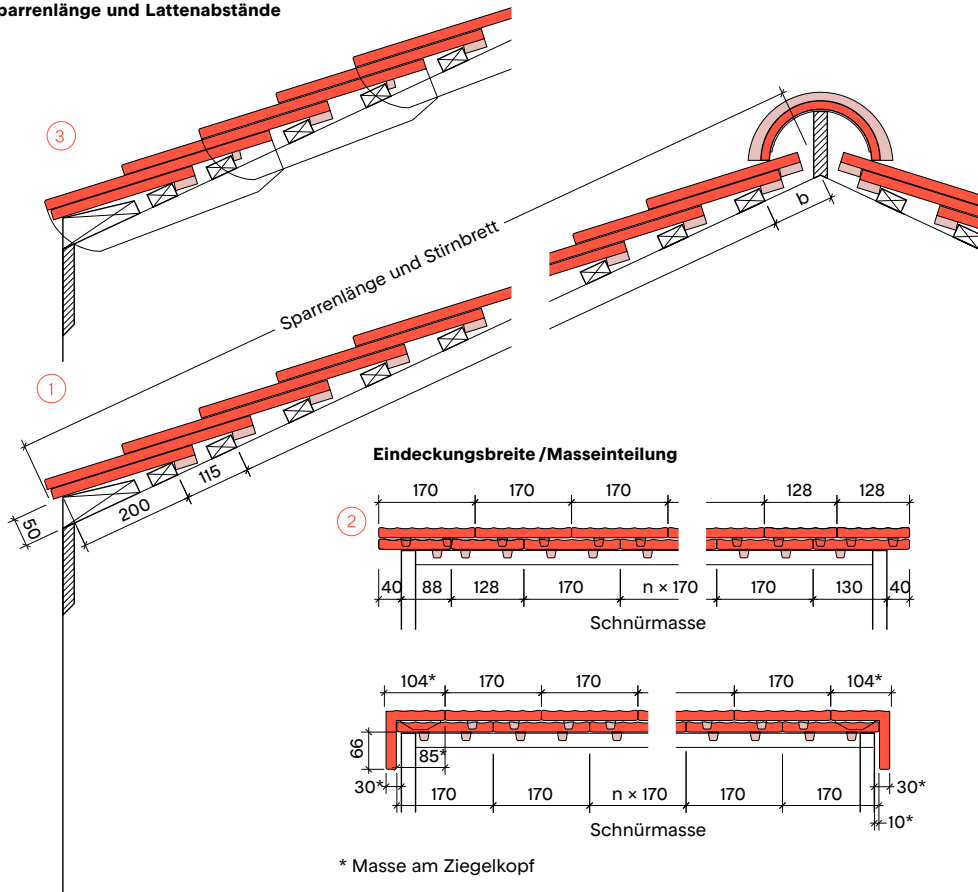 parrenlänge und Lattenabstände
3
b
Sparrenlänge und Stirnbrett
1
50
200
115
Eindeckungsbreite/Masseinteilung
2
170 170 170 128 128
40 88 128 170 n × 170 170 130 40
Schnürmasse
104* 170 170 170 104*
66
85*
30* 170 170 n × 170 170 170 30*
10*
Schnürmasse
* Masse am Ziegelkopf